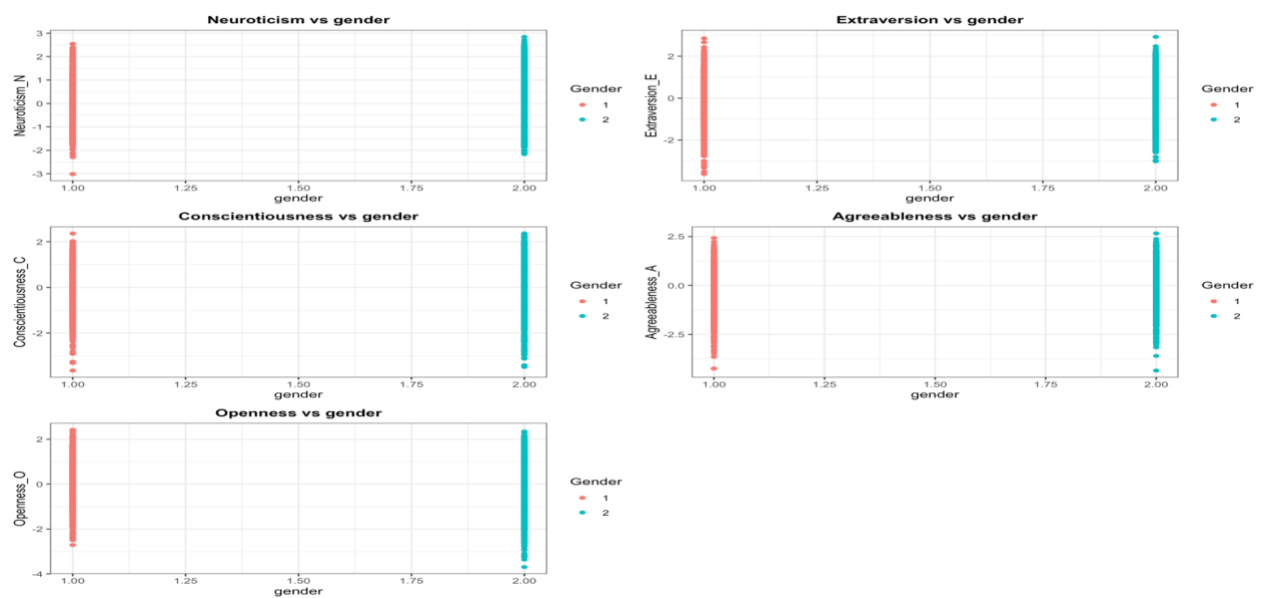 Neuroticism vs gender
Neuroticism_N
3
2
1
0
-1
-2
-3
1.00 1.25 1.50 1.75 2.00
gender
Gender
1
2
Extraversion vs gender
Extraversion_E
2
0
-2
1.00 1.25 1.50 1.75 2.00
gender
Gender
1
2
Conscientiousness vs gender
Conscientiousness_C
2
0
-2
1.00 1.25 1.50 1.75 2.00
gender
Gender
1
2
Agreeableness vs gender
Agreeableness_A
2.5
0.0
-2.5
1.00 1.25 1.50 1.75 2.00
gender
Gender
1
2
Openness vs gender
Openness_O
2
0
-2
-4
1.00 1.25 1.50 1.75 2.00
gender
Gender
1
2